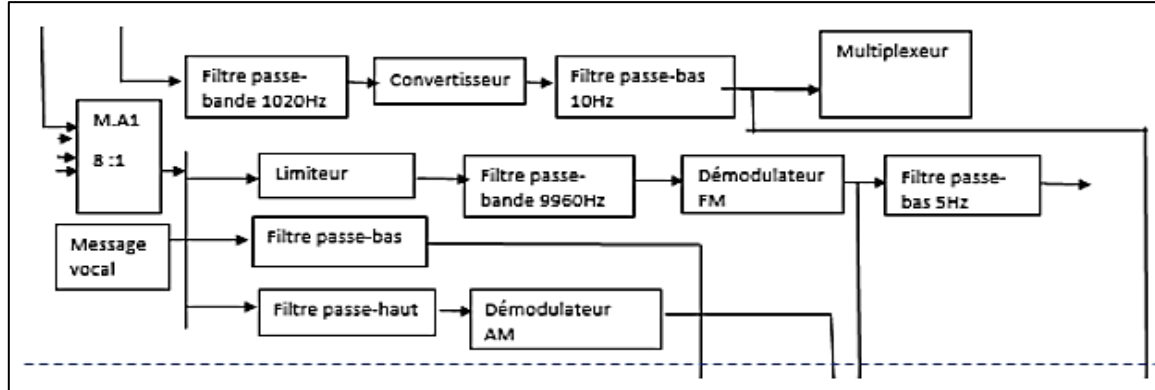 Filtre passe-
bande 1020Hz
Convertisseur
Filtre passe-bas
10Hz
Multiplexeur
M.A1
8 :1
Limiteur
Filtre passe-
bande 9960Hz
Démodulateur
FM
Filtre passe-
bas 5Hz
Message
vocal
Filtre passe-bas
Filtre passe-haut
Démodulateur
AM